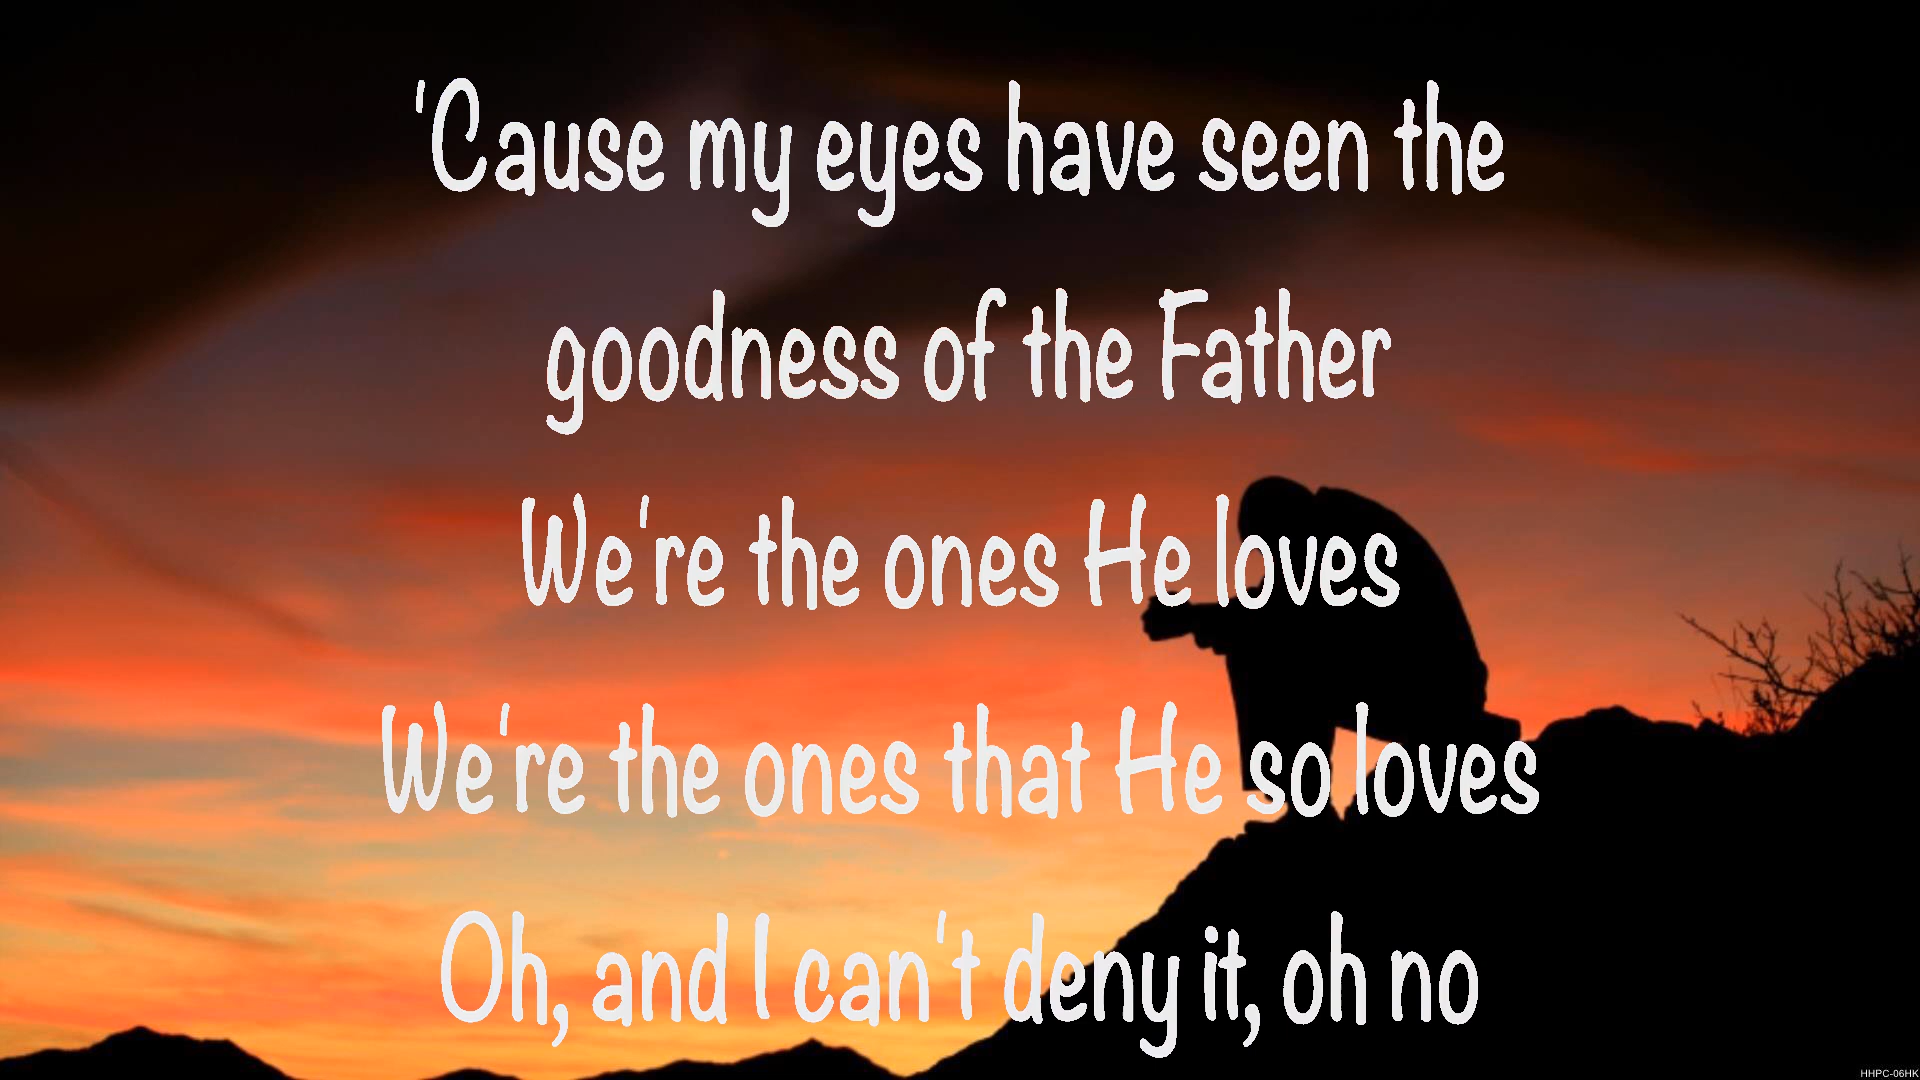 'Cause my eyes have seen the
goodness of the Father
We're the ones He loves
We're the ones that He so loves
Oh, and I can't deny it, oh no
HHPC-06HK